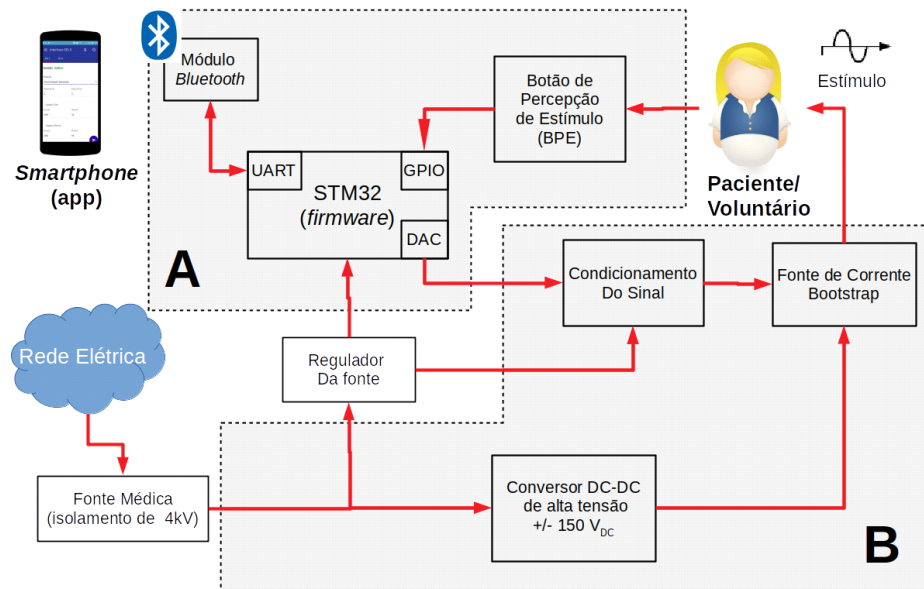 Módulo
Bluetooth
Smartphone
(app)
UART
GPIO
STM32
(firmware)
DAC
A
Botão de
Percepção
de Estímulo
(BPE)
Estímulo
Paciente/
Voluntário
Condicionamento
Do Sinal
Fonte de Corrente
Bootstrap
Rede Elétrica
Regulador
Da fonte
Fonte Médica
(isolamento de 4kV)
Conversor DC-DC
de alta tensão
+/- 150 VDC
B